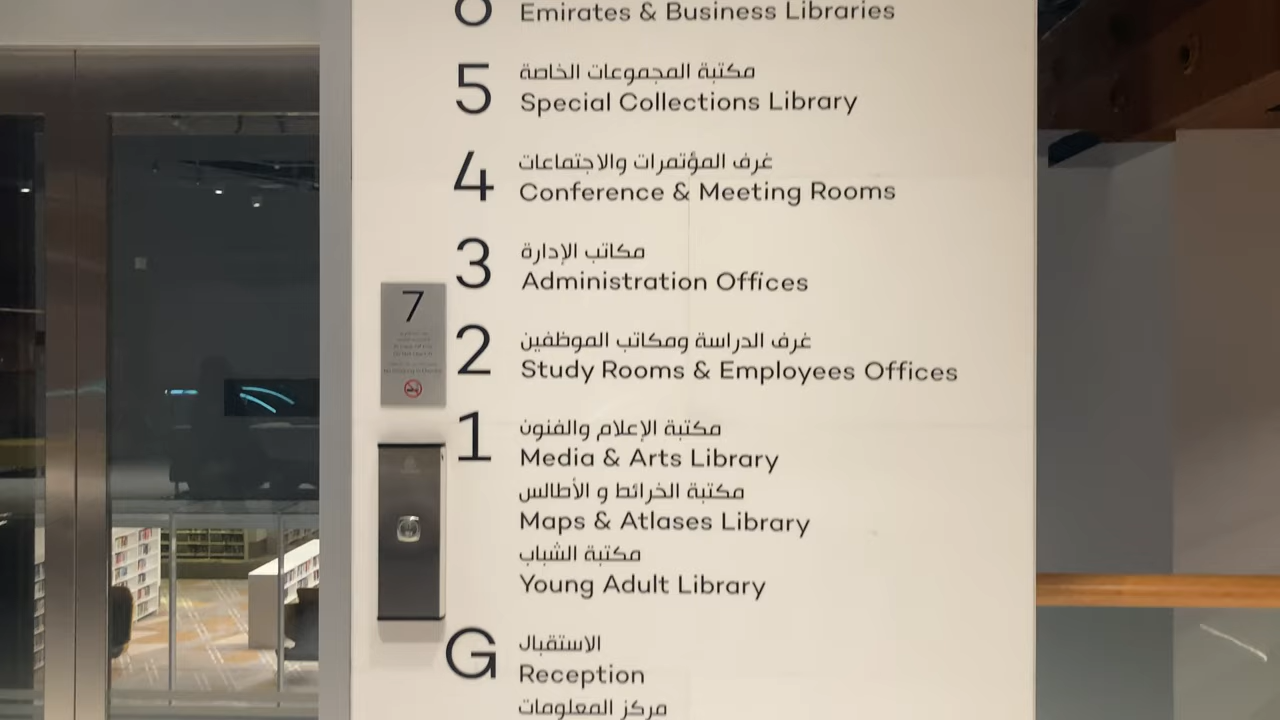 6
Emirates & Business Libraries
5
مكتبة المجموعات الخاصة
Special Collections Library
4
غرف المؤتمرات والاجتماعات
Conference & Meeting Rooms
3
مكاتب الإدارة
Administration Offices
7
2
غرف الدراسة ومكاتب الموظفين
Study Rooms & Employees Offices
1
مكتبة الإعلام والفنون
Media & Arts Library
مكتبة الخرائط و الأطالس
Maps & Atlases Library
مكتبة الشباب
Young Adult Library
G
الاستقبال
Reception
مركز المعلومات